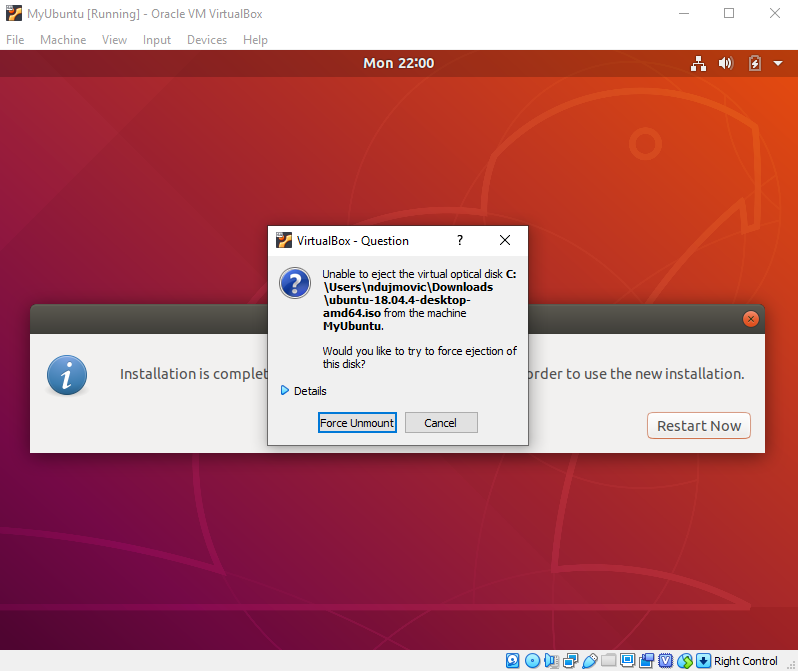 MyUbuntu [Running] - Oracle VM VirtualBox
File Machine View Input Devices Help
Mon 22:00
VirtualBox - Question ?
Unable to eject the virtual optical disk C:
\Users\ndujmovic\Downloads
\ubuntu-18.04.4-desktop-
amd64.iso from the machine
MyUbuntu.
Would you like to try to force ejection of
this disk?
Details
Force Unmount Cancel
Installation is complet
order to use the new installation.
Restart Now
Right Control